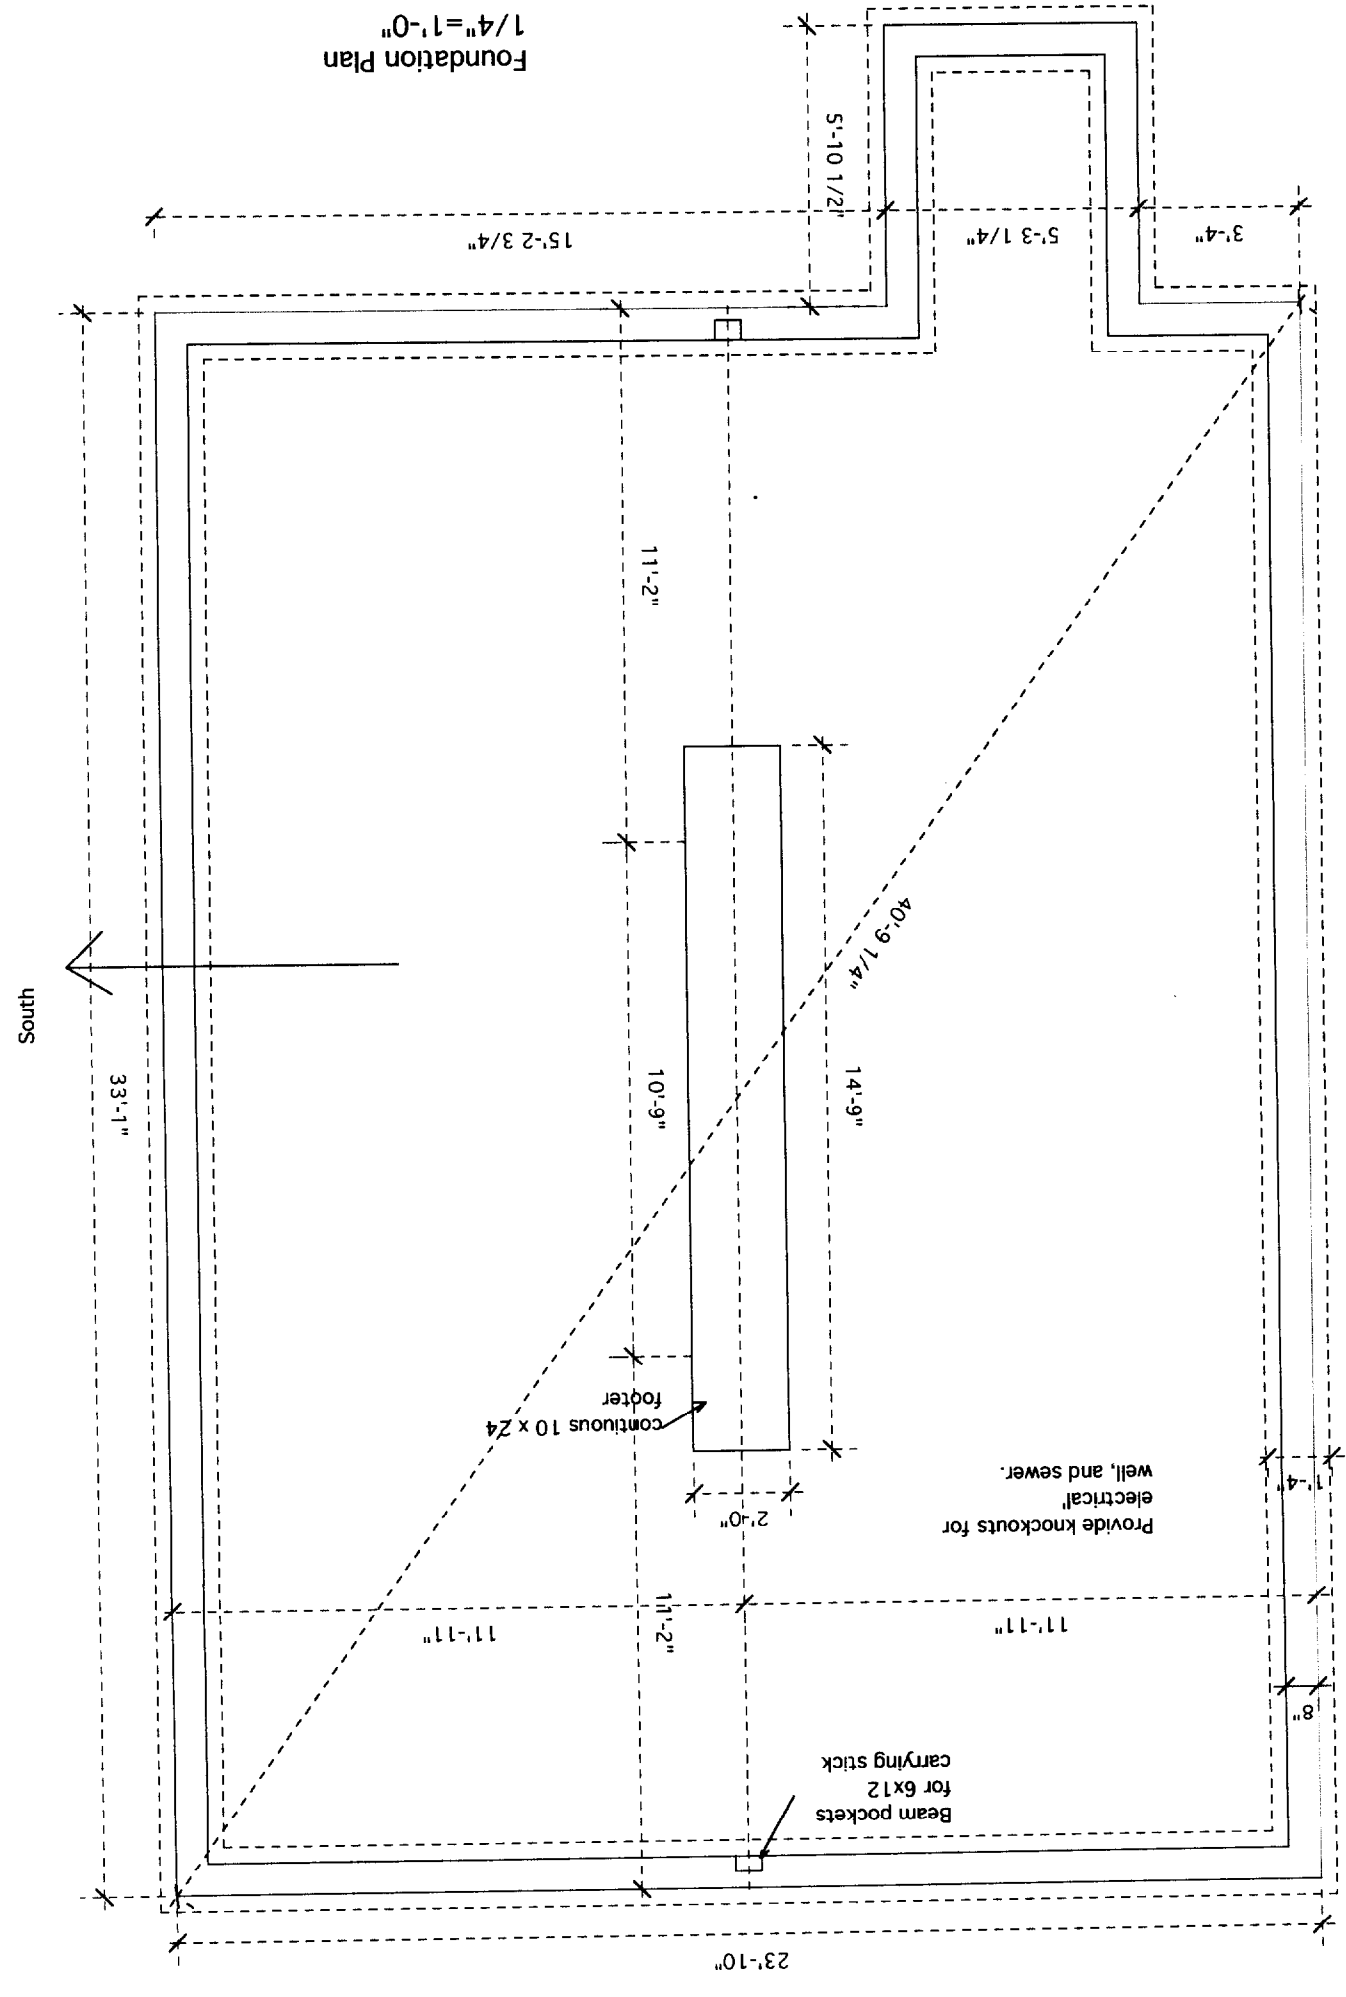 Foundation Plan
1/4"=1'-0"
5'-10 1/2"
15'-2 3/4"
5'-3 1/4"
3'-4"
11'-2"
40'-9 1/4"
South
33'-1"
10'-9"
14'-9"
contiuous 10 x 24
footer
2'-0"
Provide knockouts for
electrical'
well, and sewer.
1'-4"
11'-11"
11'-2"
11'-11"
8"
Beam pockets
for 6x12
carrying stick
23'-10"